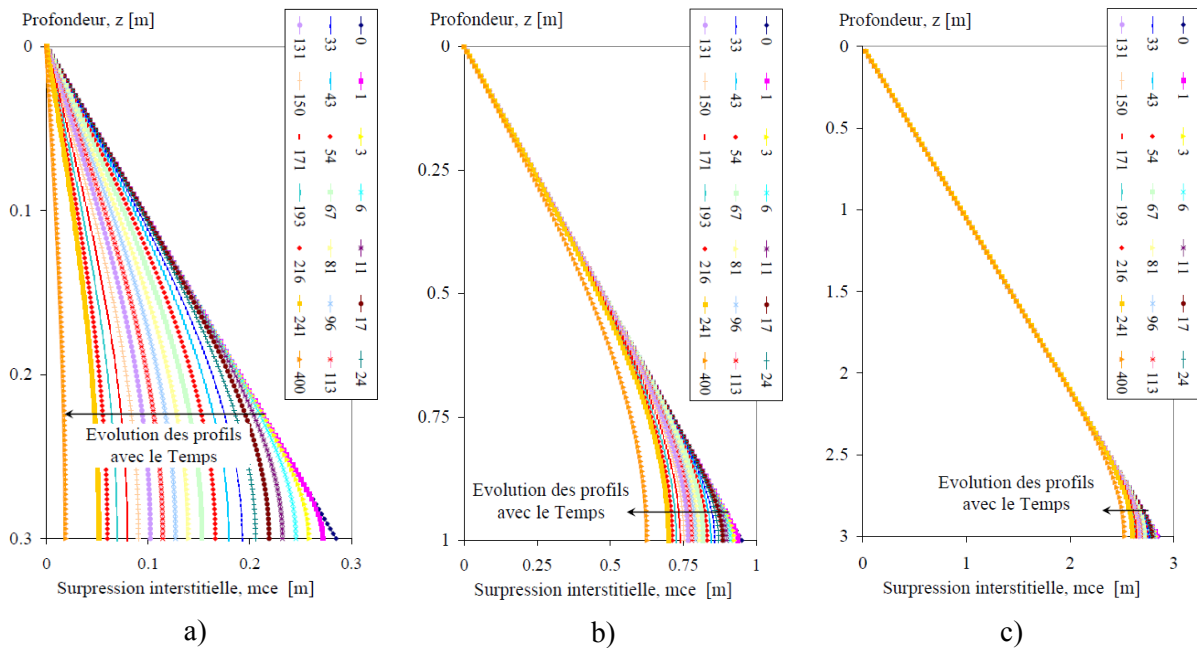 Profondeur, z [m]
0
0.1
0.2
0.3
0
0.1
0.2
0.3
131 150 171 193 216 241 400
33 43 54 67 81 96 113
0 1 3 6 11 17 24
Evolution des profils
avec le Temps
Surpression interstitielle, mce [m]
a)
Profondeur, z [m]
0
0.25
0.5
0.75
1
0
0.25
0.5
0.75
1
131 150 171 193 216 241 400
33 43 54 67 81 96 113
0 1 3 6 11 17 24
Evolution des profils
avec le Temps
Surpression interstitielle, mce [m]
b)
Profondeur, z [m]
0
0.5
1
1.5
2
2.5
3
0
1
2
3
131 150 171 193 216 241 400
33 43 54 67 81 96 113
0 1 3 6 11 17 24
Evolution des profils
avec le Temps
Surpression interstitielle, mce [m]
c)